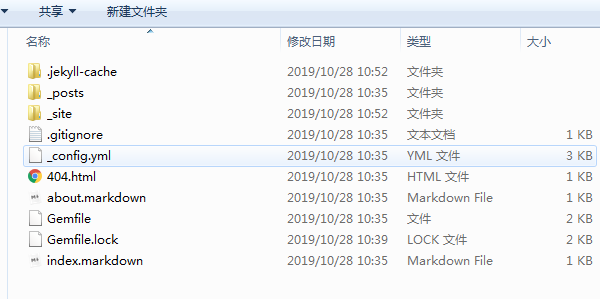 共享 新建文件夹
名称 修改日期 类型 大小
.jekyll-cache 2019/10/28 10:52 文件夹
_posts 2019/10/28 10:35 文件夹
_site 2019/10/28 10:52 文件夹
.gitignore 2019/10/28 10:35 文本文档 1 KB
_config.yml 2019/10/28 10:35 YML 文件 3 KB
404.html 2019/10/28 10:35 HTML 文件 1 KB
about.markdown 2019/10/28 10:35 Markdown File 1 KB
Gemfile 2019/10/28 10:35 文件 2 KB
Gemfile.lock 2019/10/28 10:39 LOCK 文件 2 KB
index.markdown 2019/10/28 10:35 Markdown File 1 KB